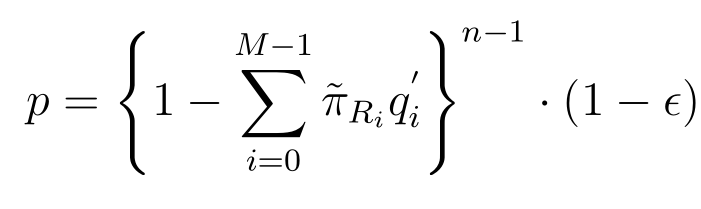 $p = \left\{ 1 - \sum_{i=0}^{M-1} \tilde{\pi}_{R_i} q_i^{'} \right\}^{n-1} \cdot (1 - \epsilon)$